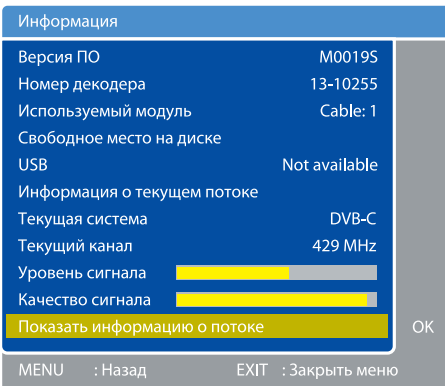 Информация
Версия ПО M0019S
Номер декодера 13-10255
Используемый модуль Cable: 1
Свободное место на диске
USB Not available
Информация о текущем потоке
Текущая система DVB-C
Текущий канал 429 MHz
Уровень сигнала
Качество сигнала
Показать информацию о потоке OK
MENU : Назад EXIT : Закрыть меню